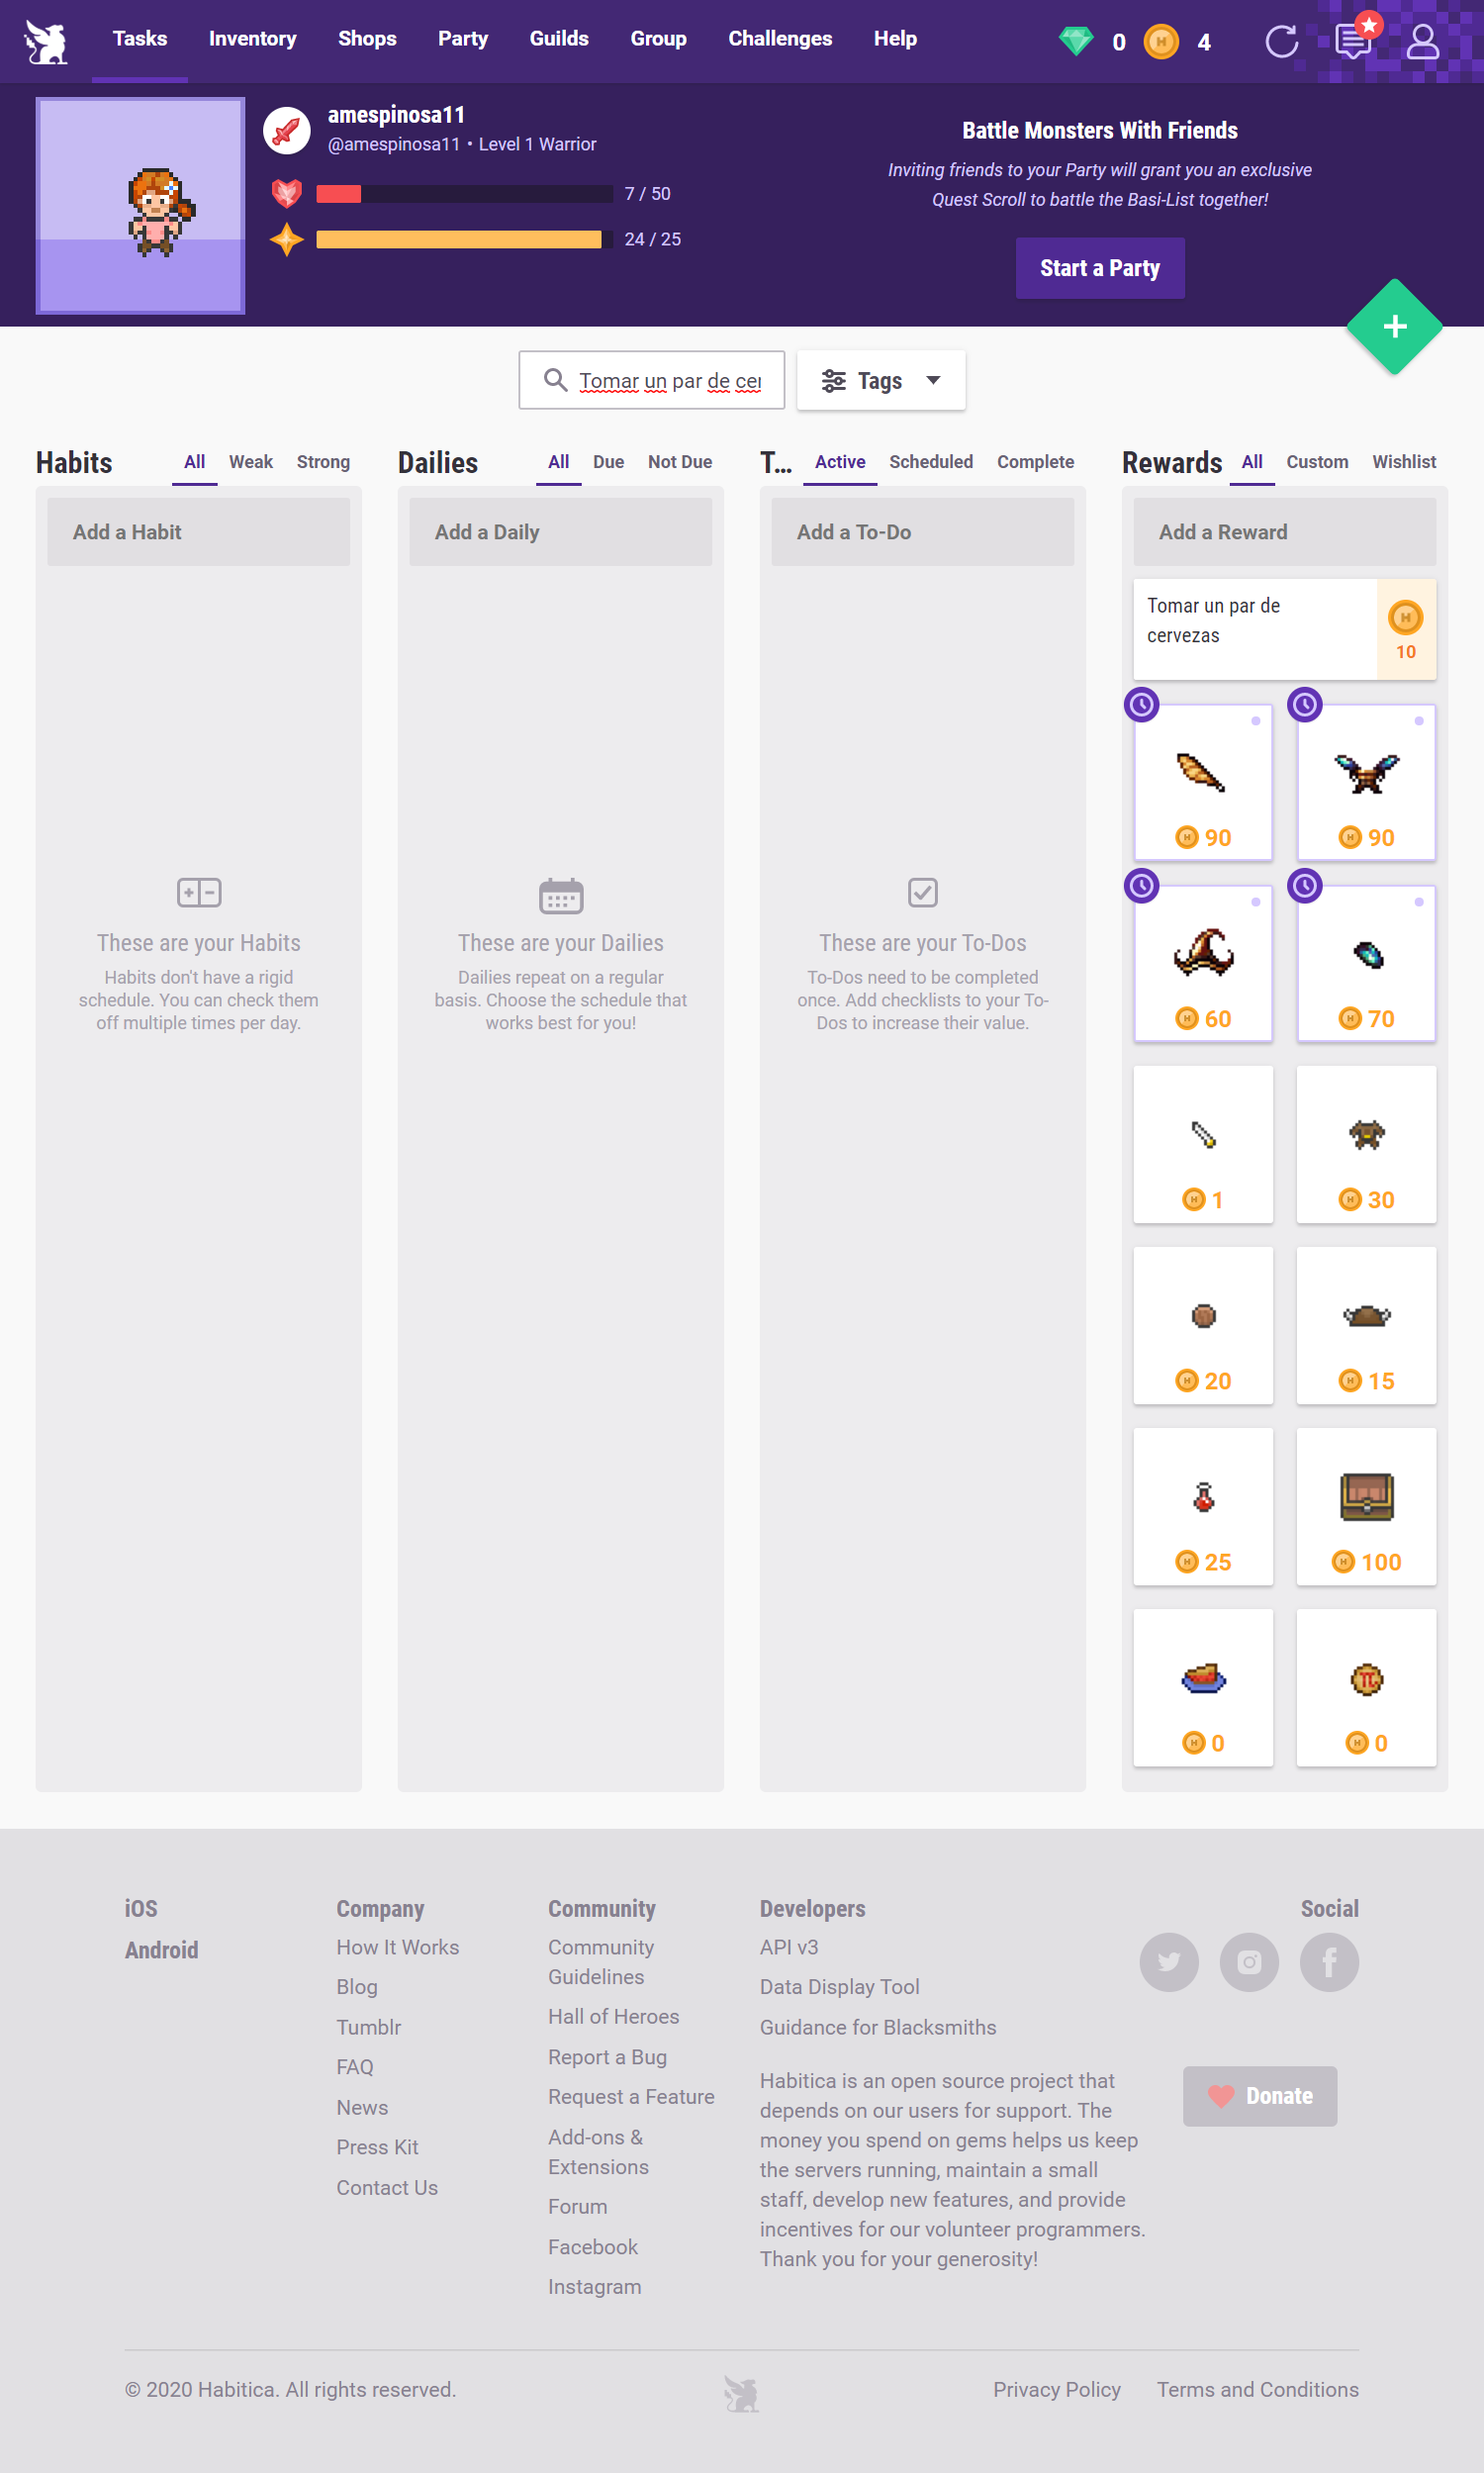 Tasks Inventory Shops Party Guilds Group Challenges Help 0 4
amespinosa11
@amespinosa11 • Level 1 Warrior
7 / 50
24 / 25
Battle Monsters With Friends
Inviting friends to your Party will grant you an exclusive
Quest Scroll to battle the Basi-List together!
Start a Party
Tomar un par de cer
Tags
Habits All Weak Strong
Add a Habit
These are your Habits
Habits don't have a rigid
schedule. You can check them
off multiple times per day.
Dailies All Due Not Due
Add a Daily
These are your Dailies
Dailies repeat on a regular
basis. Choose the schedule that
works best for you!
T... Active Scheduled Complete
Add a To-Do
These are your To-Dos
To-Dos need to be completed
once. Add checklists to your To-
Dos to increase their value.
Rewards All Custom Wishlist
Add a Reward
Tomar un par de
cervezas
10
90 90
60 70
1 30
20 15
25 100
0 0
iOS
Android
Company
How It Works
Blog
Tumblr
FAQ
News
Press Kit
Contact Us
Community
Community
Guidelines
Hall of Heroes
Report a Bug
Request a Feature
Add-ons &
Extensions
Forum
Facebook
Instagram
Developers
API v3
Data Display Tool
Guidance for Blacksmiths
Habitica is an open source project that
depends on our users for support. The
money you spend on gems helps us keep
the servers running, maintain a small
staff, develop new features, and provide
incentives for our volunteer programmers.
Thank you for your generosity!
Social
Donate
© 2020 Habitica. All rights reserved.
Privacy Policy Terms and Conditions